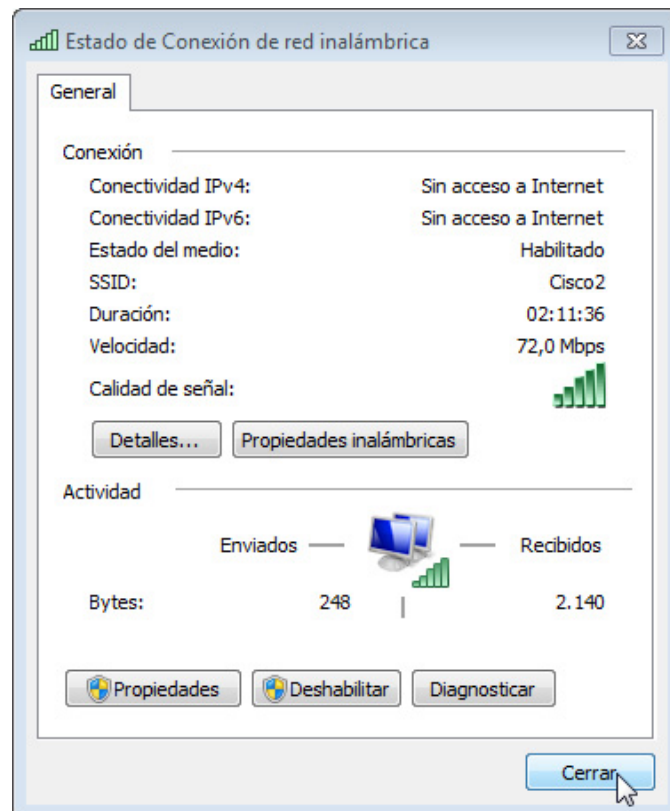 Estado de Conexión de red inalámbrica
General
Conexión
Conectividad IPv4: Sin acceso a Internet
Conectividad IPv6: Sin acceso a Internet
Estado del medio: Habilitado
SSID: Cisco2
Duración: 02:11:36
Velocidad: 72,0 Mbps
Calidad de señal:
Detalles... Propiedades inalámbricas
Actividad
Enviados Recibidos
Bytes: 248 2.140
Propiedades Deshabilitar Diagnosticar
Cerrar